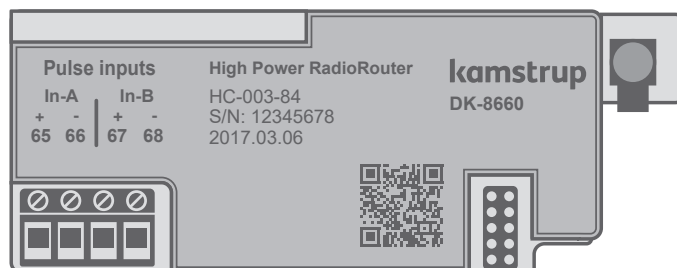 Pulse inputs
In-A In-B
+ - + -
65 66 67 68
High Power RadioRouter
HC-003-84
S/N: 12345678
2017.03.06
kamstrup
DK-8660